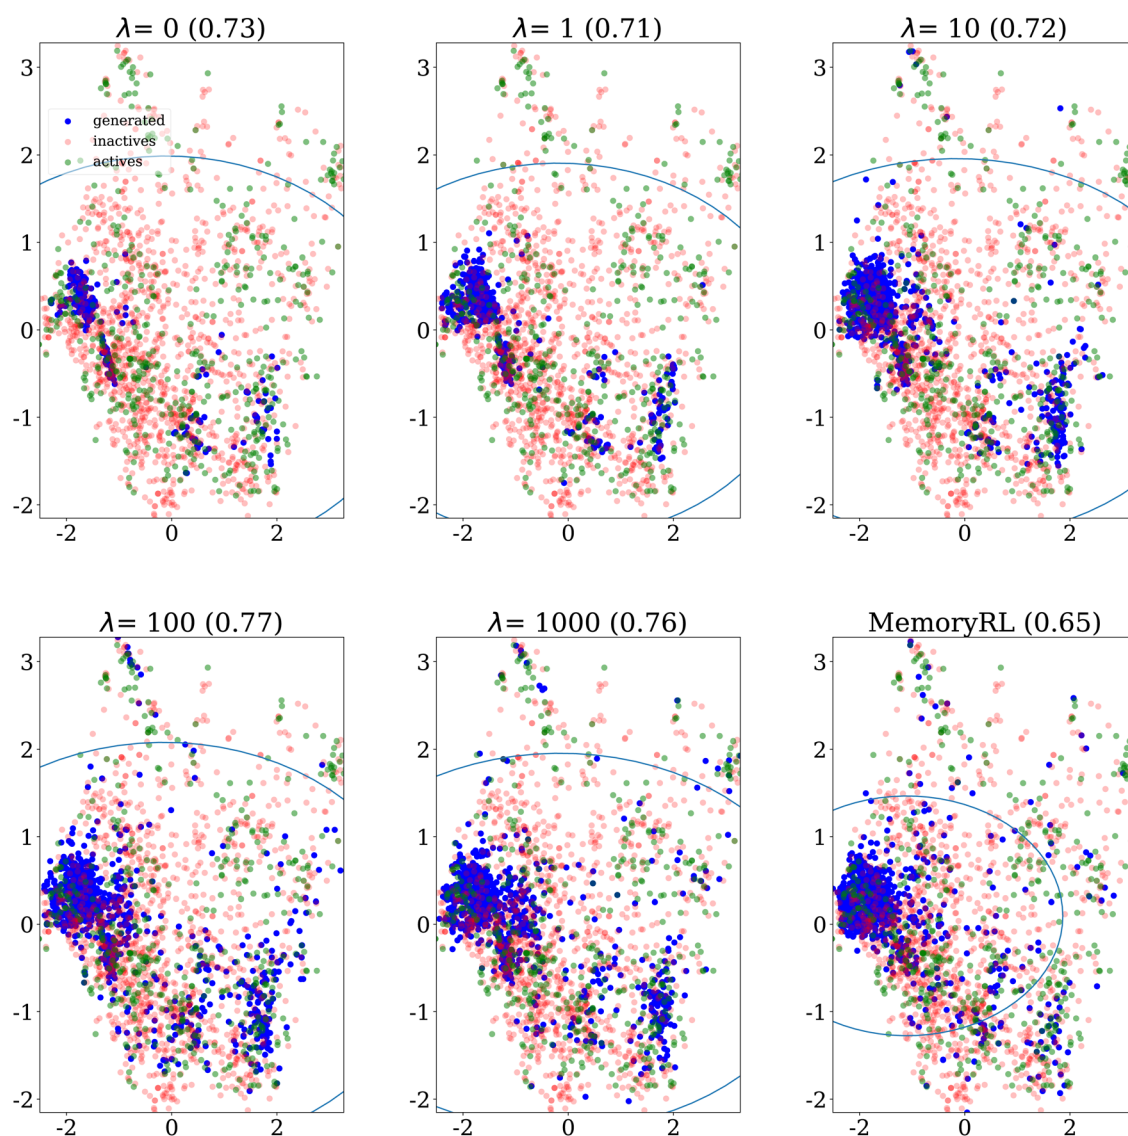 λ= 0 (0.73)
λ= 1 (0.71)
λ= 10 (0.72)
3
2
1
0
-1
-2
generated
inactives
actives
-2 0 2
3
2
1
0
-1
-2
-2 0 2
3
2
1
0
-1
-2
-2 0 2
λ= 100 (0.77)
λ= 1000 (0.76)
MemoryRL (0.65)
3
2
1
0
-1
-2
-2 0 2
3
2
1
0
-1
-2
-2 0 2
3
2
1
0
-1
-2
-2 0 2